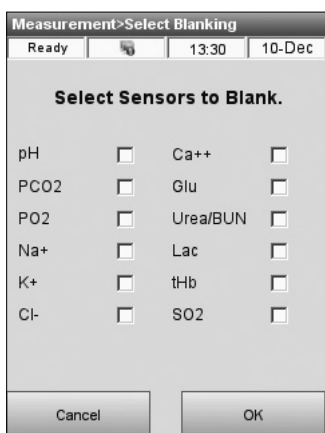 Measurement>Select Blanking
Ready 13:30 10-Dec
Select Sensors to Blank.
pH Ca++
PCO2 Glu
PO2 Urea/BUN
Na+ Lac
K+ tHb
Cl- SO2
Cancel OK